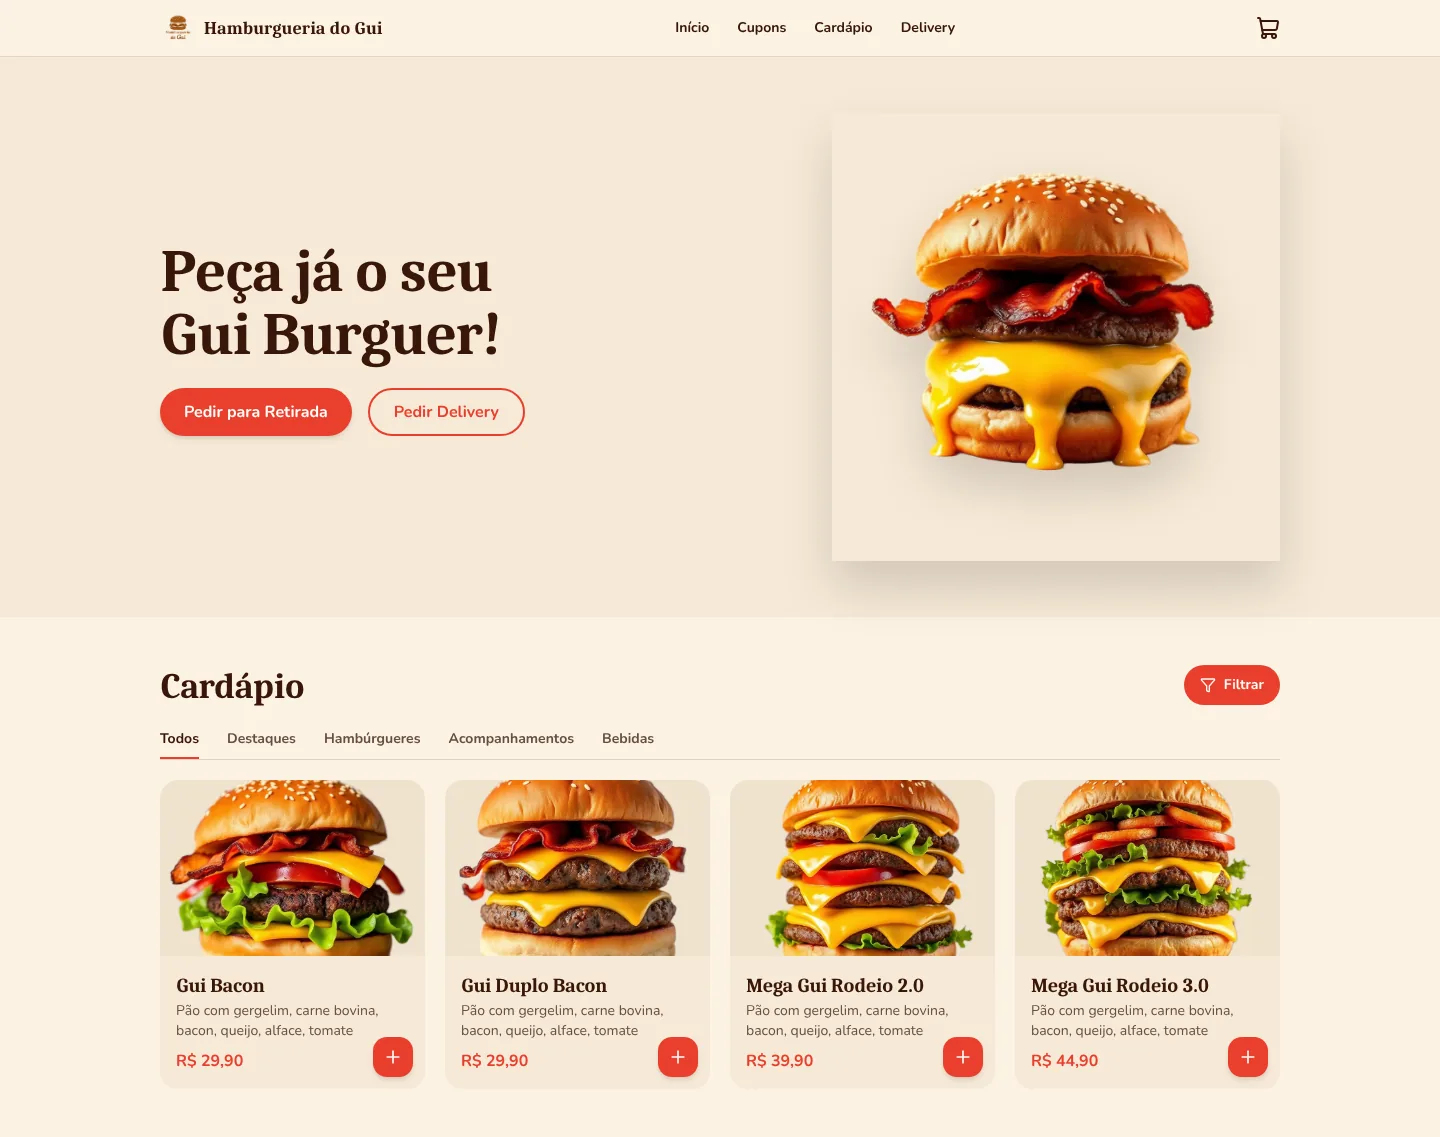 Hamburgueria do Gui
Início
Cupons
Cardápio
Delivery
Peça já o seu
Gui Burguer!
Pedir para Retirada
Pedir Delivery
Cardápio
Filtrar
Todos
Destaques
Hambúrgueres
Acompanhamentos
Bebidas
Gui Bacon
Pão com gergelim, carne bovina,
bacon, queijo, alface, tomate
R$ 29,90
Gui Duplo Bacon
Pão com gergelim, carne bovina,
bacon, queijo, alface, tomate
R$ 29,90
Mega Gui Rodeio 2.0
Pão com gergelim, carne bovina,
bacon, queijo, alface, tomate
R$ 39,90
Mega Gui Rodeio 3.0
Pão com gergelim, carne bovina,
bacon, queijo, alface, tomate
R$ 44,90